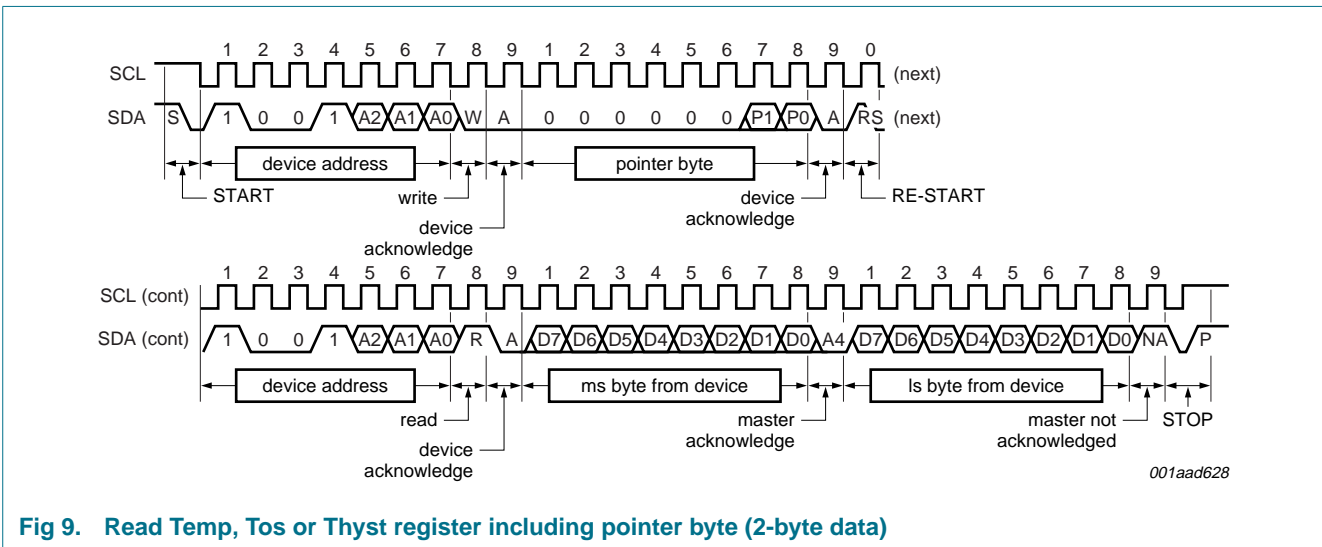 1 2 3 4 5 6 7 8 9 1 2 3 4 5 6 7 8 9 0
SCL (next)
SDA S 1 0 0 1 A2 A1 A0 W A 0 0 0 0 0 0 P1 P0 A RS (next)
device address pointer byte
START write device RE-START
device acknowledge
acknowledge
1 2 3 4 5 6 7 8 9 1 2 3 4 5 6 7 8 9 1 2 3 4 5 6 7 8 9
SCL (cont)
SDA (cont) 1 0 0 1 A2 A1 A0 R A D7 D6 D5 D4 D3 D2 D1 D0 A4 D7 D6 D5 D4 D3 D2 D1 D0 NA P
device address ms byte from device ls byte from device
read master master not STOP
device acknowledge acknowledged
acknowledge
001aad628
Fig 9. Read Temp, Tos or Thyst register including pointer byte (2-byte data)